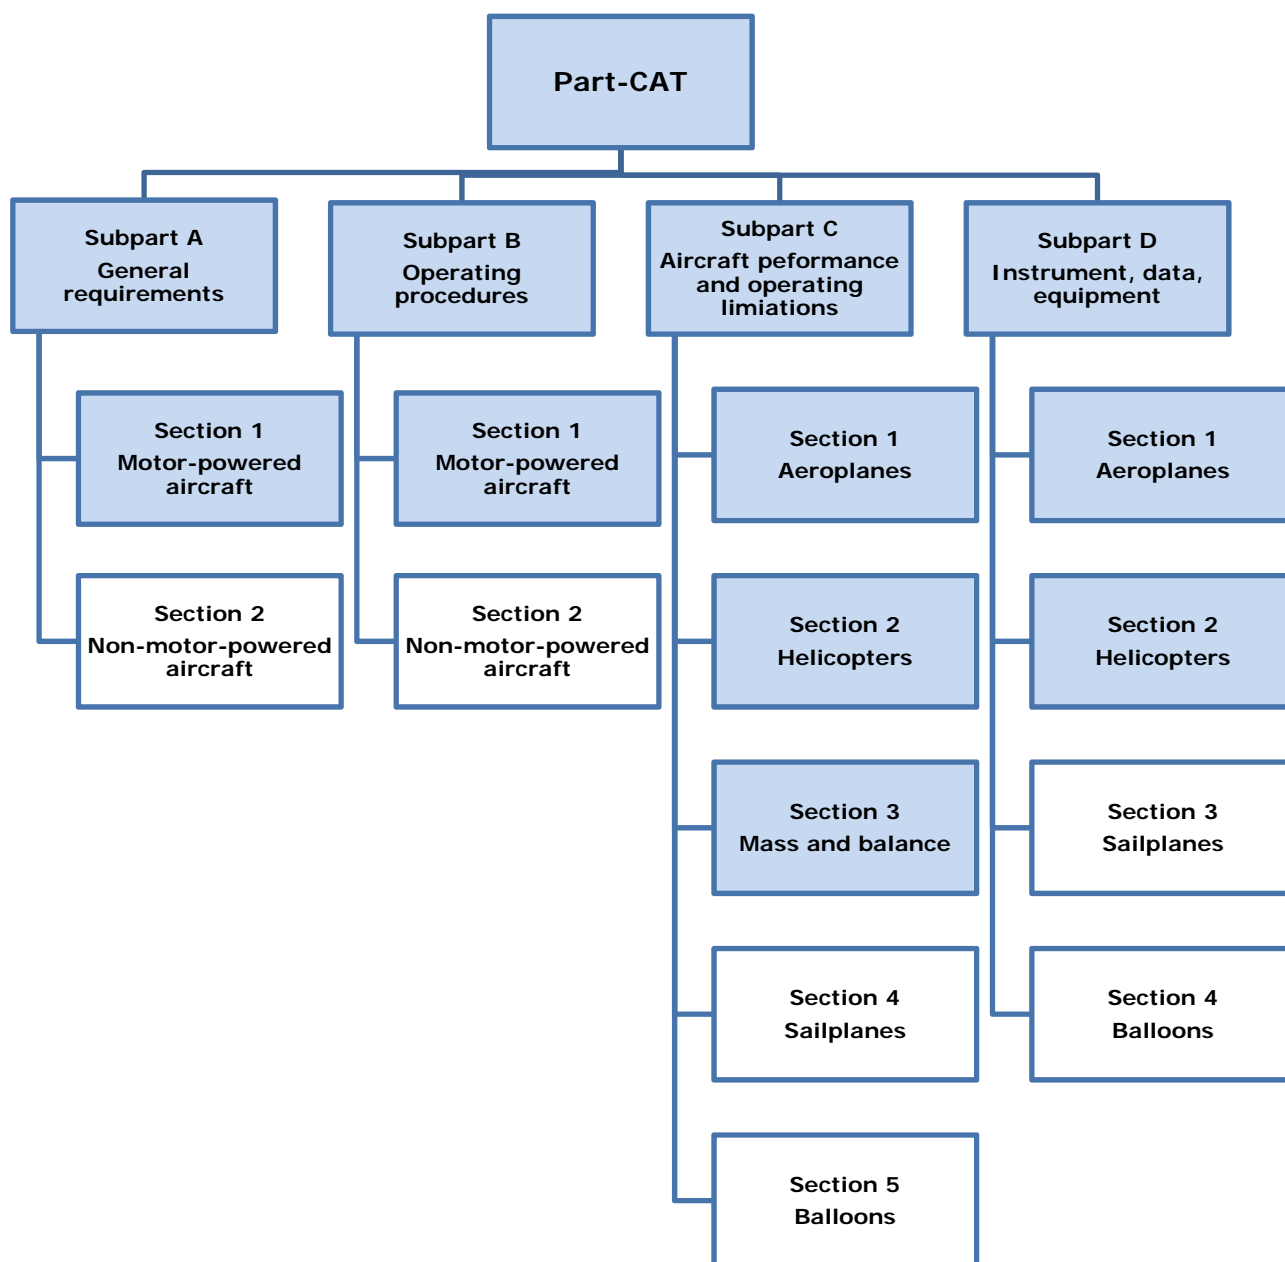 Part-CAT
Subpart A
General
requirements
Section 1
Motor-powered
aircraft
Section 2
Non-motor-powered
aircraft
Subpart B
Operating
procedures
Section 1
Motor-powered
aircraft
Section 2
Non-motor-powered
aircraft
Subpart C
Aircraft peformance
and operating
limiations
Section 1
Aeroplanes
Section 2
Helicopters
Section 3
Mass and balance
Section 4
Sailplanes
Section 5
Balloons
Subpart D
Instrument, data,
equipment
Section 1
Aeroplanes
Section 2
Helicopters
Section 3
Sailplanes
Section 4
Balloons